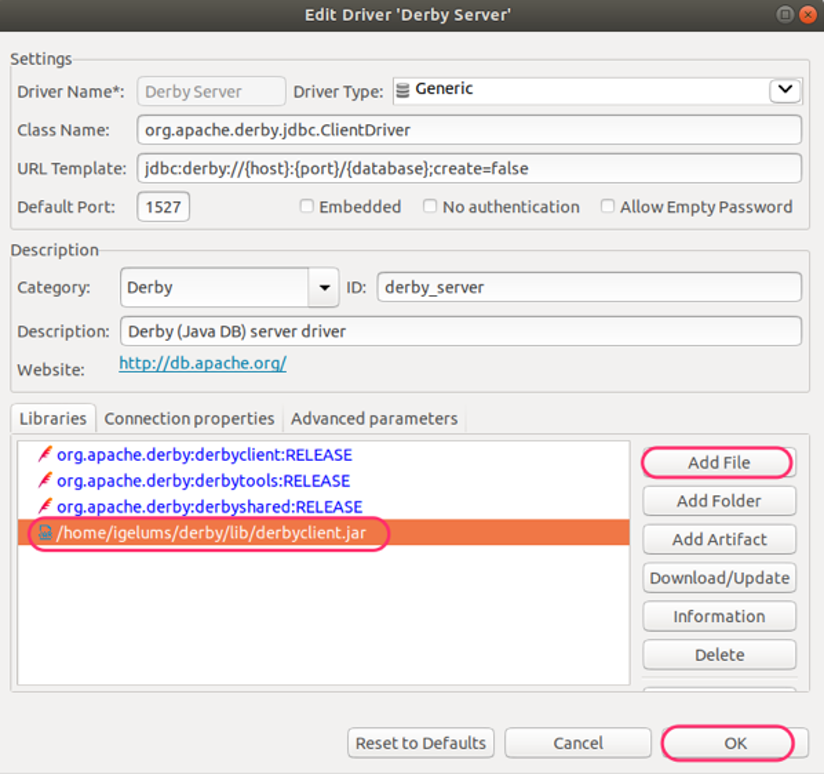 Edit Driver 'Derby Server'
Settings
Driver Name*: Derby Server Driver Type: Generic
Class Name: org.apache.derby.jdbc.ClientDriver
URL Template: jdbc:derby://{host}:{port}/{database};create=false
Default Port: 1527 Embedded No authentication Allow Empty Password
Description
Category: Derby ID: derby_server
Description: Derby (Java DB) server driver
Website: http://db.apache.org/
Libraries Connection properties Advanced parameters
org.apache.derby:derbyclient:RELEASE
org.apache.derby:derbytools:RELEASE
org.apache.derby:derbyshared:RELEASE
/home/igelums/derby/lib/derbyclient.jar
Add File
Add Folder
Add Artifact
Download/Update
Information
Delete
Reset to Defaults Cancel OK